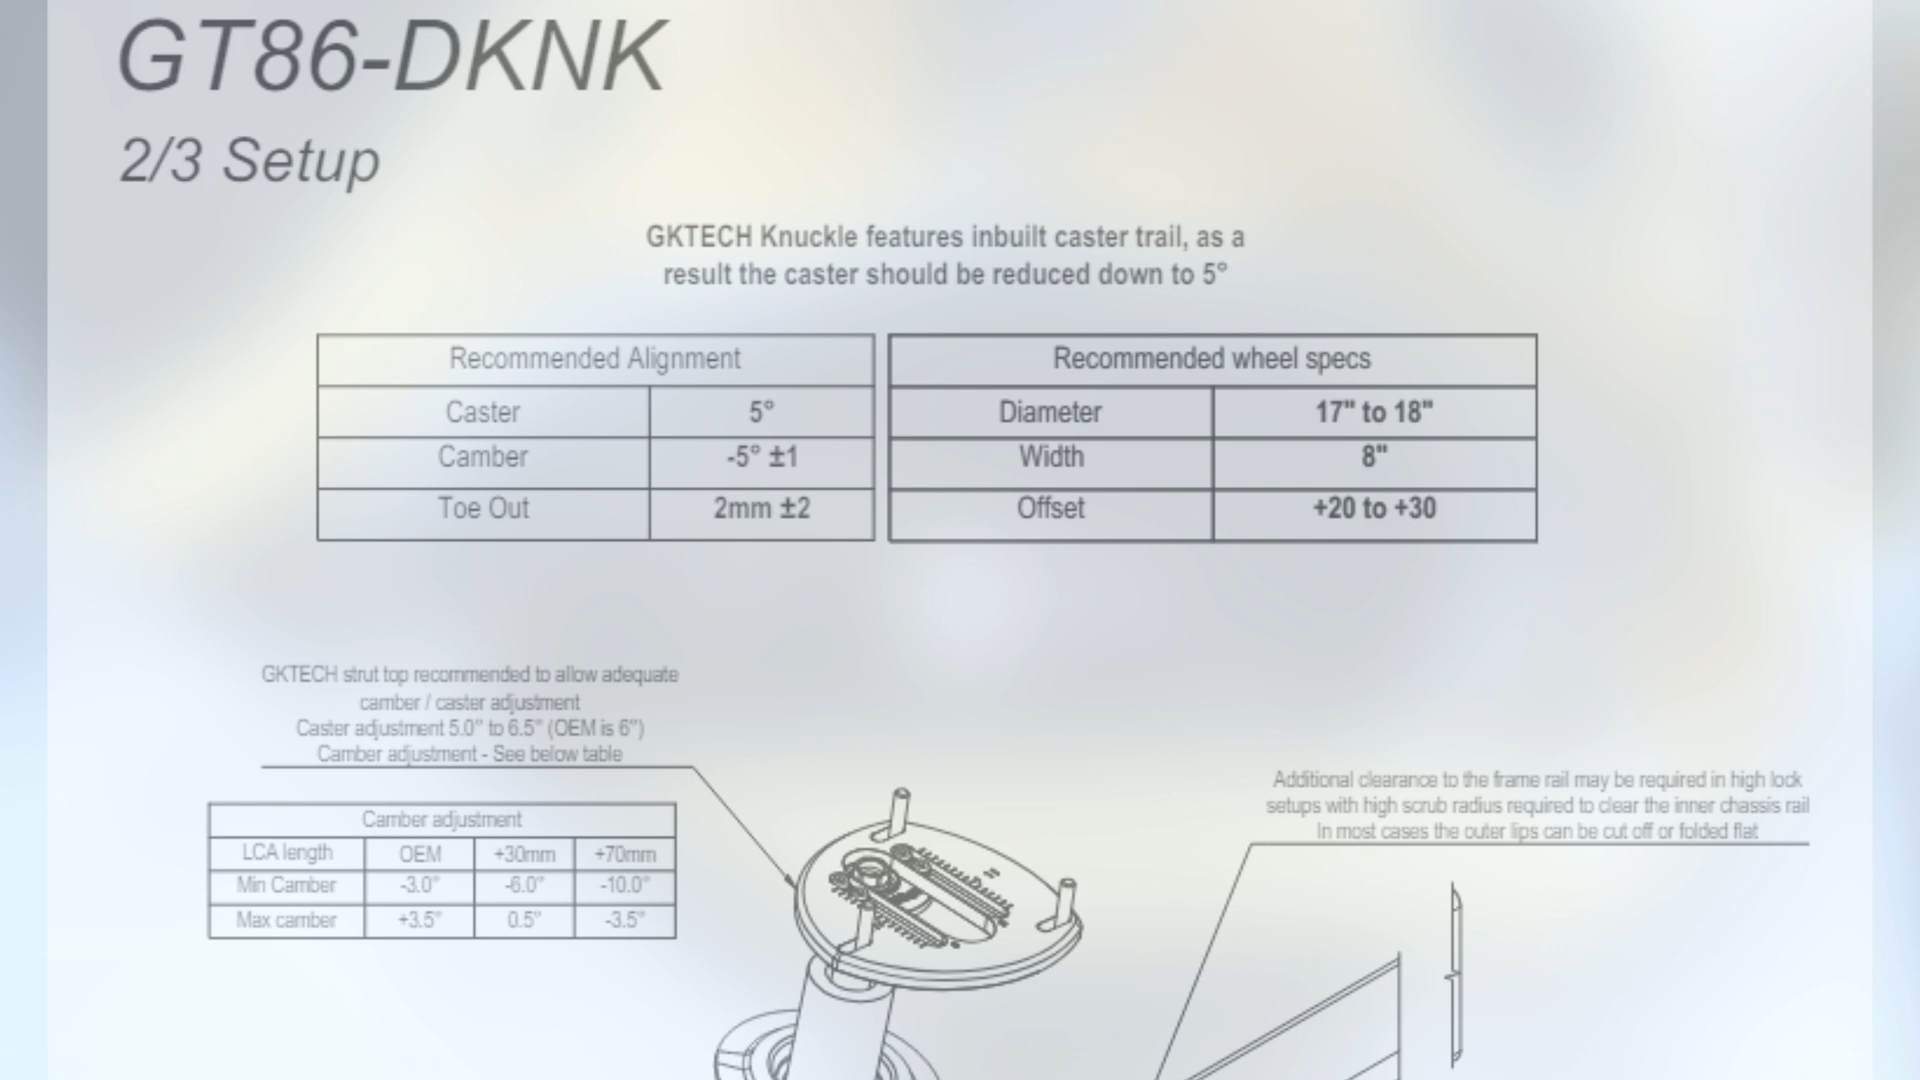 GT86-DKNK
2/3 Setup
GKTECH Knuckle features inbuilt caster trail, as a
result the caster should be reduced down to 5°
Recommended Alignment
Caster 5°
Camber -5° ±1
Toe Out 2mm ±2
Recommended wheel specs
Diameter 17" to 18"
Width 8"
Offset +20 to +30
GKTECH strut top recommended to allow adequate
camber / caster adjustment
Caster adjustment 5.0° to 6.5° (OEM is 6°)
Camber adjustment - See below table
Camber adjustment
LCA length OEM +30mm +70mm
Min Camber -3.0° -6.0° -10.0°
Max camber +3.5° 0.5° -3.5°
Additional clearance to the frame rail may be required in high lock
setups with high scrub radius required to clear the inner chassis rail
In most cases the outer lips can be cut off or folded flat